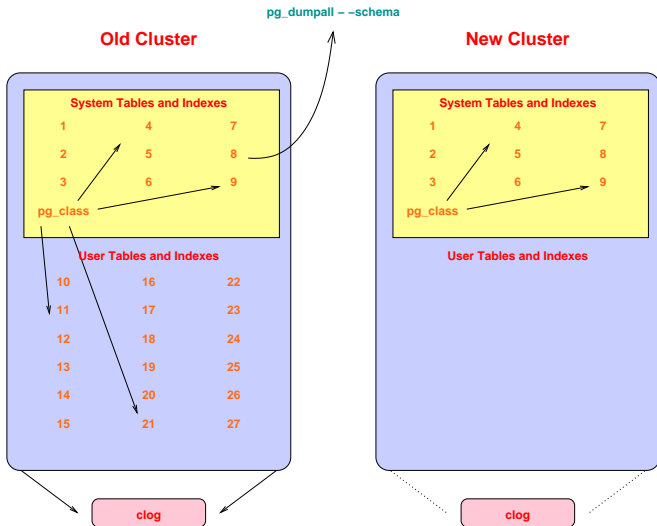 pg_dumpall - -schema
Old Cluster
System Tables and Indexes
1 4 7
2 5 8
3 6 9
pg_class
User Tables and Indexes
10 16 22
11 17 23
12 18 24
13 19 25
14 20 26
15 21 27
clog
New Cluster
System Tables and Indexes
1 4 7
2 5 8
3 6 9
pg_class
User Tables and Indexes
clog